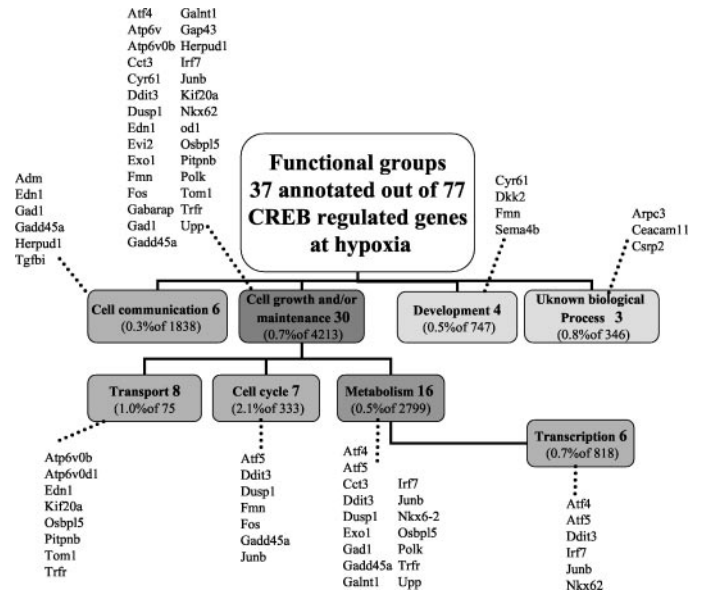 Atf4 Galnt1
Atp6v Gap43
Atp6v0b Herpud1
Cct3 Irf7
Cyr61 Junb
Ddit3 Kif20a
Dusp1 Nkx62
Edn1 od1
Evi2 Osbpl5
Exo1 Pitpnb
Fmn Polk
Fos Tom1
Gabarap Trfr
Gad1 Upp
Gadd45a
Functional groups
37 annotated out of 77
CREB regulated genes
at hypoxia
Adm
Edn1
Gad1
Gadd45a
Herpud1
Tgfbi
Cyr61
Dkk2
Fmn
Sema4b
Arpc3
Ceacam11
Csrp2
Cell communication 6
(0.3% of 1838)
Cell growth and/or
maintenance 30
(0.7% of 4213)
Development 4
(0.5% of 747)
Uknown biological
Process 3
(0.8% of 346)
Transport 8
(1.0%of 75
Cell cycle 7
(2.1% of 333)
Metabolism 16
(0.5% of 2799)
Transcription 6
(0.7%of 818)
Atp6v0b
Atp6v0d1
Edn1
Kif20a
Osbpl5
Pitpnb
Tom1
Trfr
Atf5
Ddit3
Dusp1
Fmn
Fos
Gadd45a
Junb
Atf4
Atf5
Cct3 Irf7
Ddit3 Junb
Dusp1 Nkx6-2
Exo1 Osbpl5
Gad1 Polk
Gadd45a Trfr
Galnt1 Upp
Atf4
Atf5
Ddit3
Irf7
Junb
Nkx62